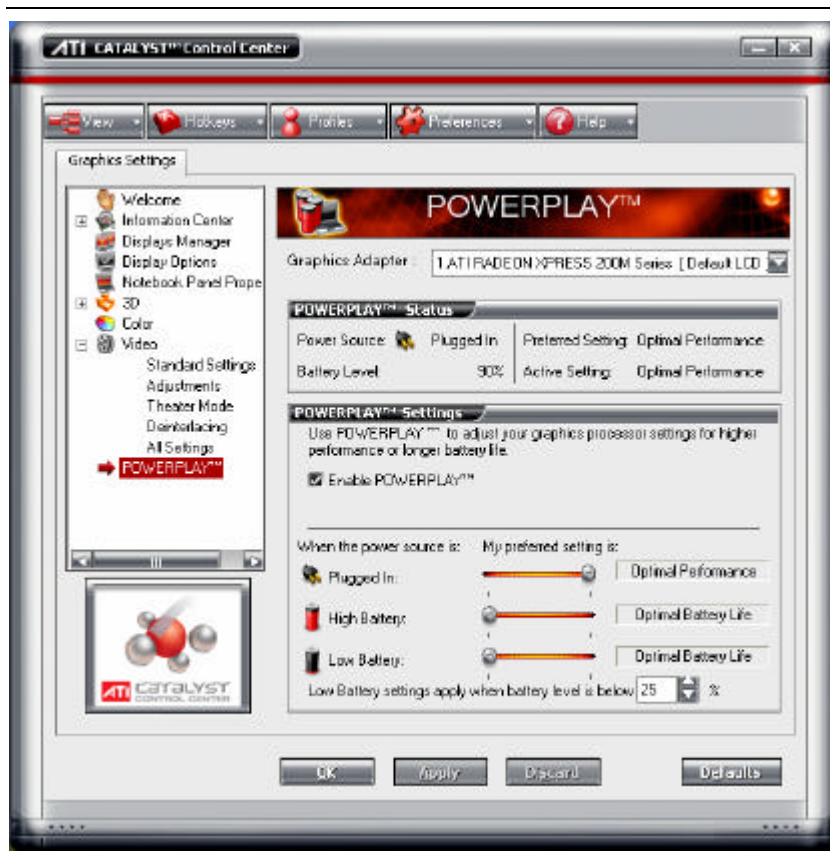 ATI CATALYST™ Control Center
View Hotkeys Profiles Preferences Help
Graphics Settings
Welcome
Information Center
Displays Manager
Display Options
Notebook Panel Prope
3D
Color
Video
Standard Settings
Adjustments
Theater Mode
Deinterlacing
All Settings
POWERPLAY™
ATI CATALYST
CONTROL CENTER
POWERPLAY™
Graphics Adapter : 1.ATI RADEON XPRESS 200M Series [ Default LCD
POWERPLAY™ Status
Power Source: Plugged In Preferred Setting: Optimal Performance
Battery Level: 90% Active Setting: Optimal Performance
POWERPLAY™ Settings
Use POWERPLAY™ to adjust your graphics processor settings for higher
performance or longer battery life.
Enable POWERPLAY™
When the power source is: My preferred setting is:
Plugged In: Optimal Performance
High Battery: Optimal Battery Life
Low Battery: Optimal Battery Life
Low Battery settings apply when battery level is below 25 %
OK Apply Discard Defaults